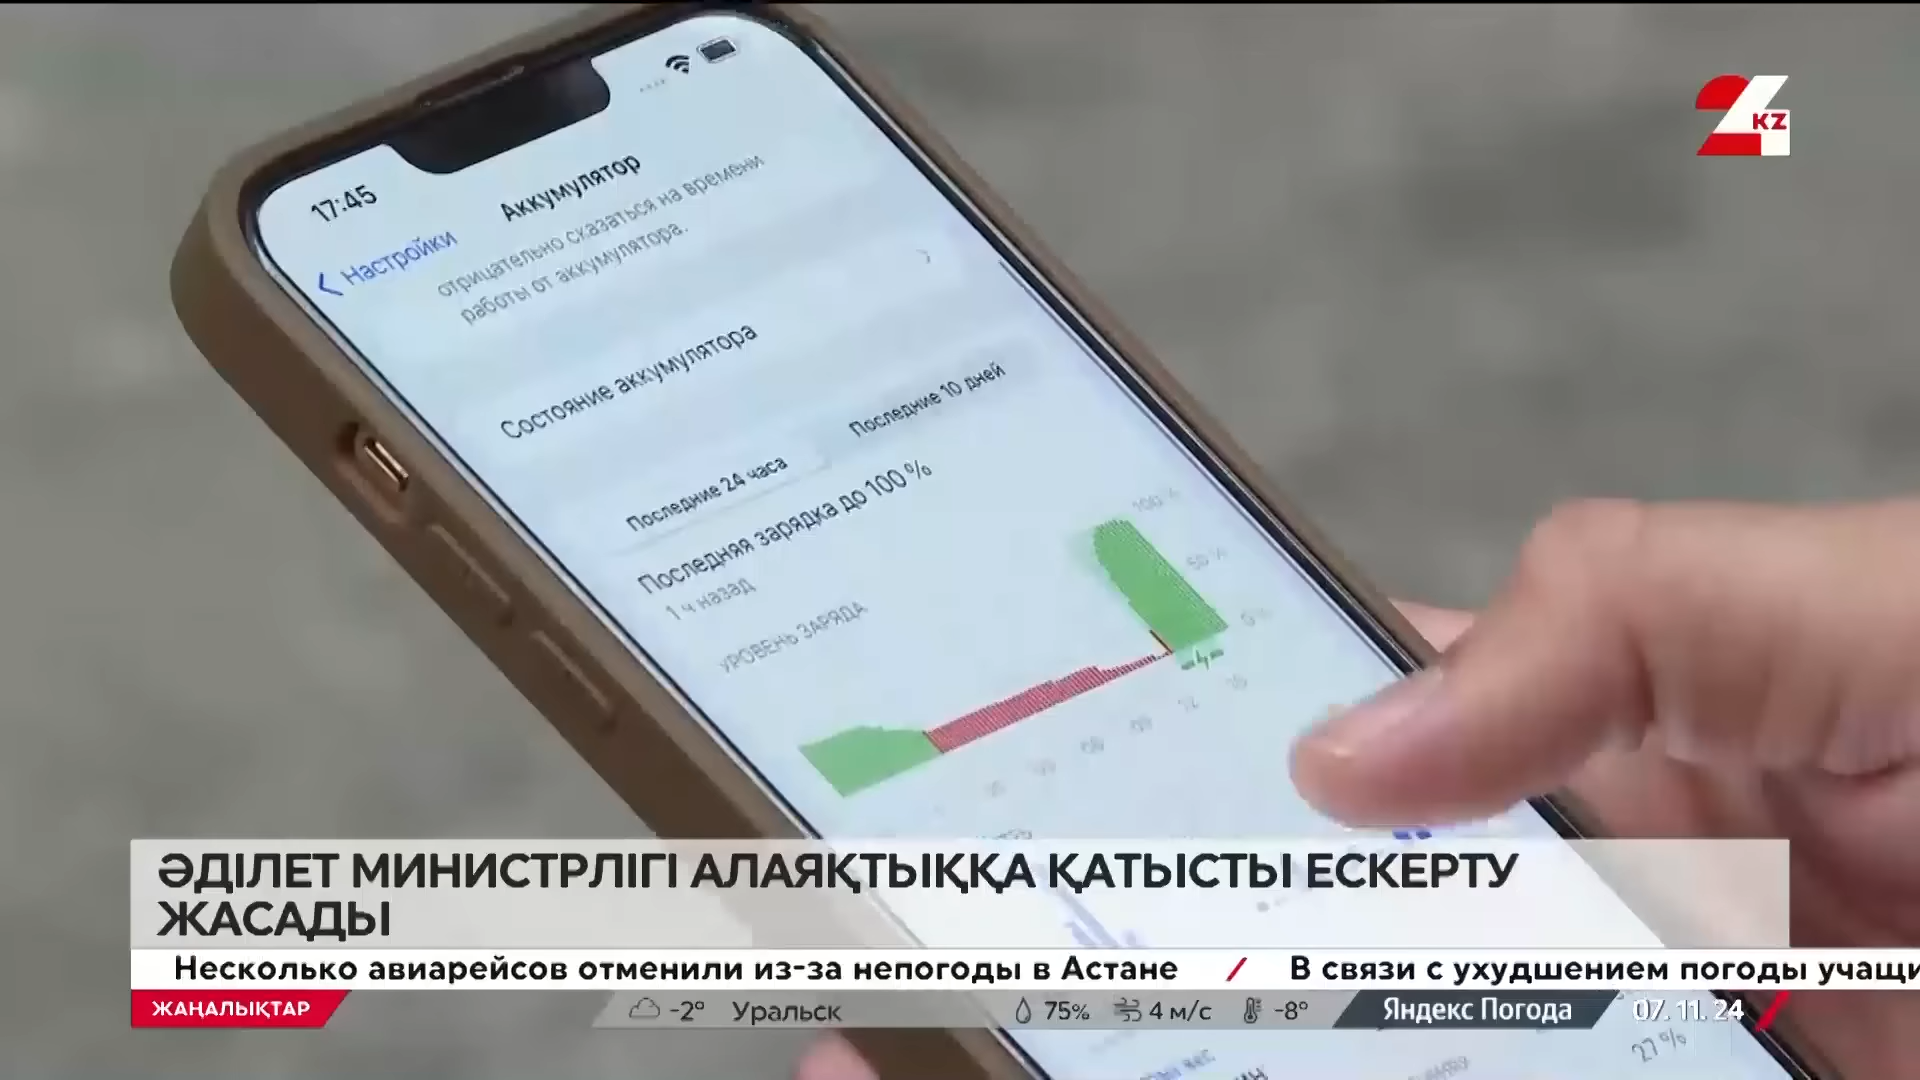 24 KZ
17:45
Настройки
Аккумулятор
отрицательно сказаться на времени
работы от аккумулятора.
Состояние аккумулятора
Последние 24 часа
Последние 10 дней
Последняя зарядка до 100 %
1 ч назад
УРОВЕНЬ ЗАРЯДА
100 %
50 %
0 %
ӘДІЛЕТ МИНИСТРЛІГІ АЛАЯҚТЫҚҚА ҚАТЫСТЫ ЕСКЕРТУ
ЖАСАДЫ
Несколько авиарейсов отменили из-за непогоды в Астане / В связи с ухудшением погоды учащи
ЖАҢАЛЫҚТАР
-2° Уральск 75% 4 м/с -8° Яндекс Погода 07. 11. 24
27 %